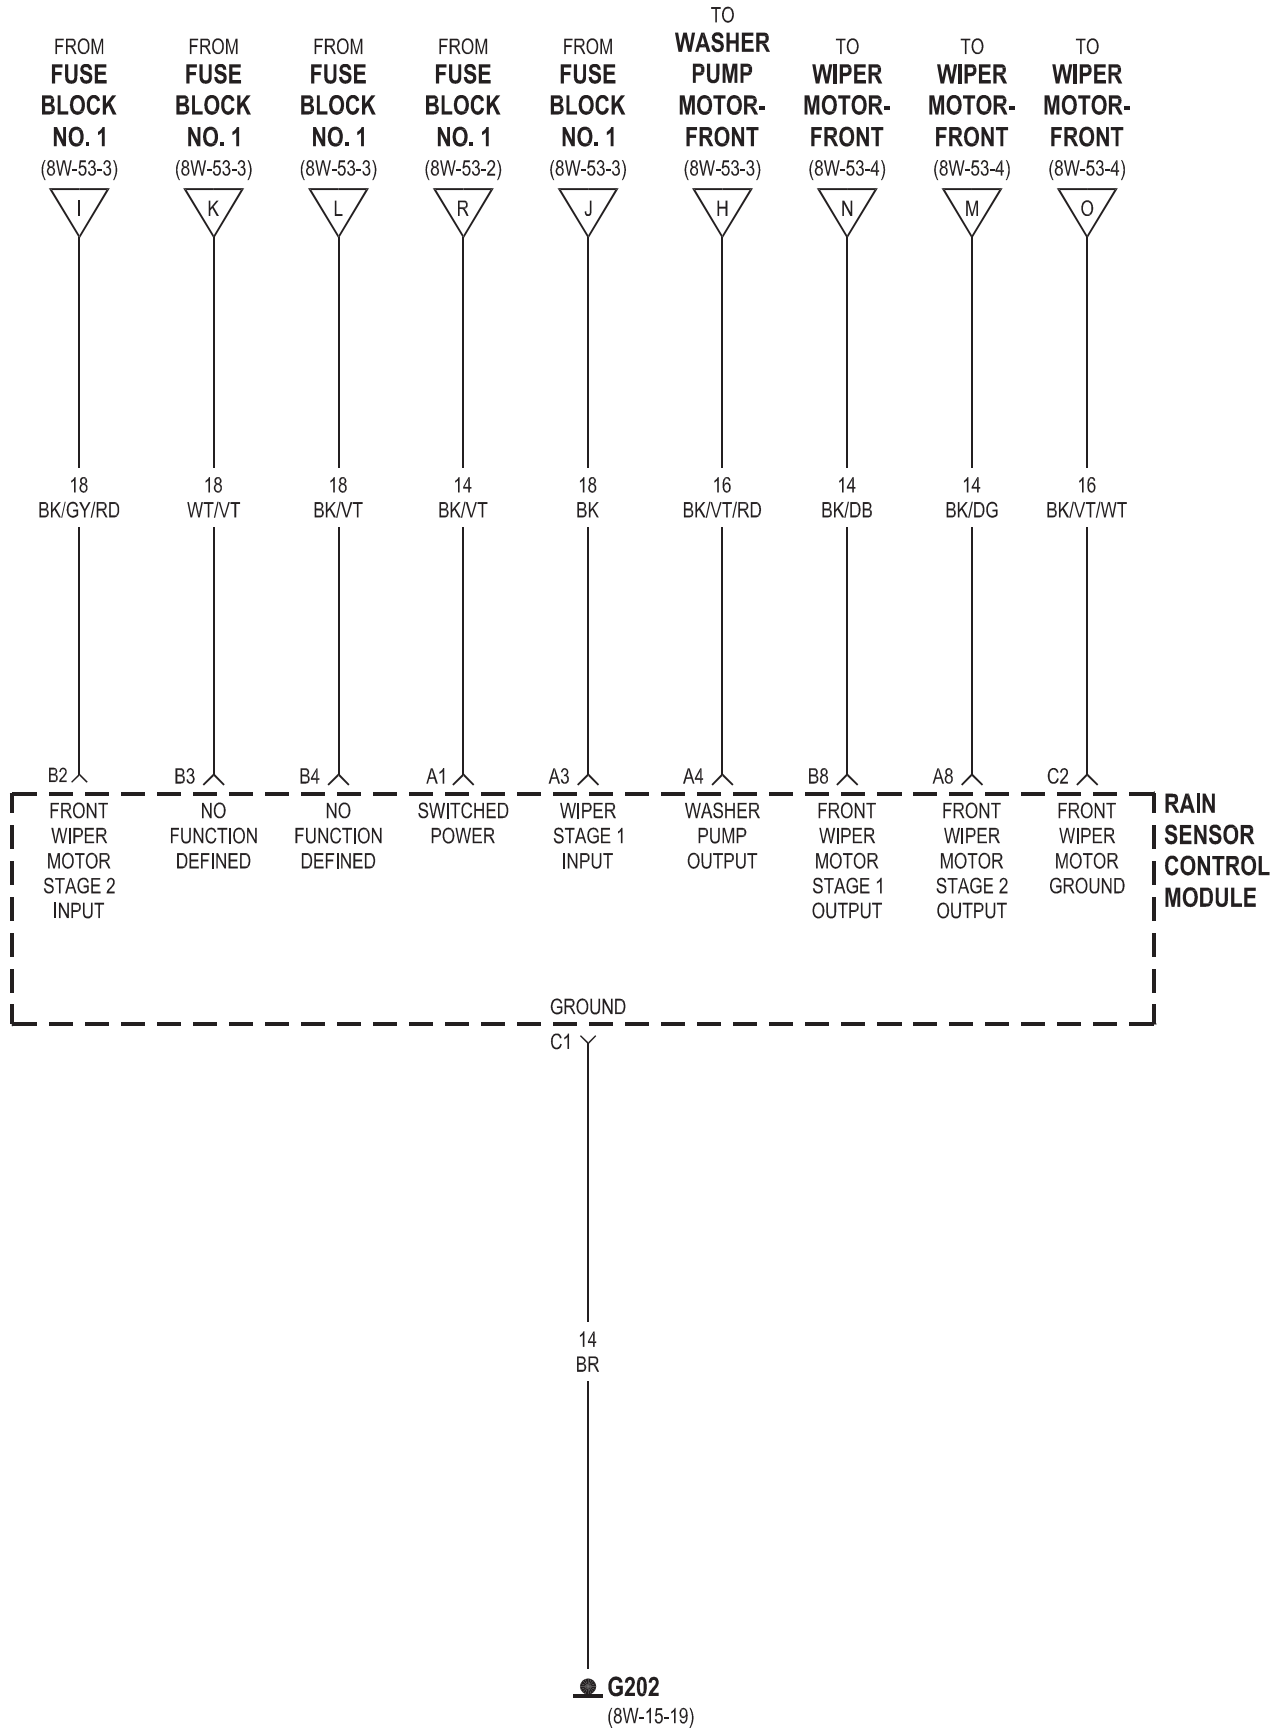 FROM
FUSE
BLOCK
NO. 1
(8W-53-3)
I
FROM
FUSE
BLOCK
NO. 1
(8W-53-3)
K
FROM
FUSE
BLOCK
NO. 1
(8W-53-3)
L
FROM
FUSE
BLOCK
NO. 1
(8W-53-2)
R
FROM
FUSE
BLOCK
NO. 1
(8W-53-3)
J
TO
WASHER
PUMP
MOTOR-
FRONT
(8W-53-3)
H
TO
WIPER
MOTOR-
FRONT
(8W-53-4)
N
TO
WIPER
MOTOR-
FRONT
(8W-53-4)
M
TO
WIPER
MOTOR-
FRONT
(8W-53-4)
O
18
BK/GY/RD
18
WT/VT
18
BK/VT
14
BK/VT
18
BK
16
BK/VT/RD
14
BK/DB
14
BK/DG
16
BK/VT/WT
B2
FRONT
WIPER
MOTOR
STAGE 2
INPUT
B3
NO
FUNCTION
DEFINED
B4
NO
FUNCTION
DEFINED
A1
SWITCHED
POWER
A3
WIPER
STAGE 1
INPUT
A4
WASHER
PUMP
OUTPUT
B8
FRONT
WIPER
MOTOR
STAGE 1
OUTPUT
A8
FRONT
WIPER
MOTOR
STAGE 2
OUTPUT
C2
FRONT
WIPER
MOTOR
GROUND
RAIN
SENSOR
CONTROL
MODULE
GROUND
C1
14
BR
G202
(8W-15-19)